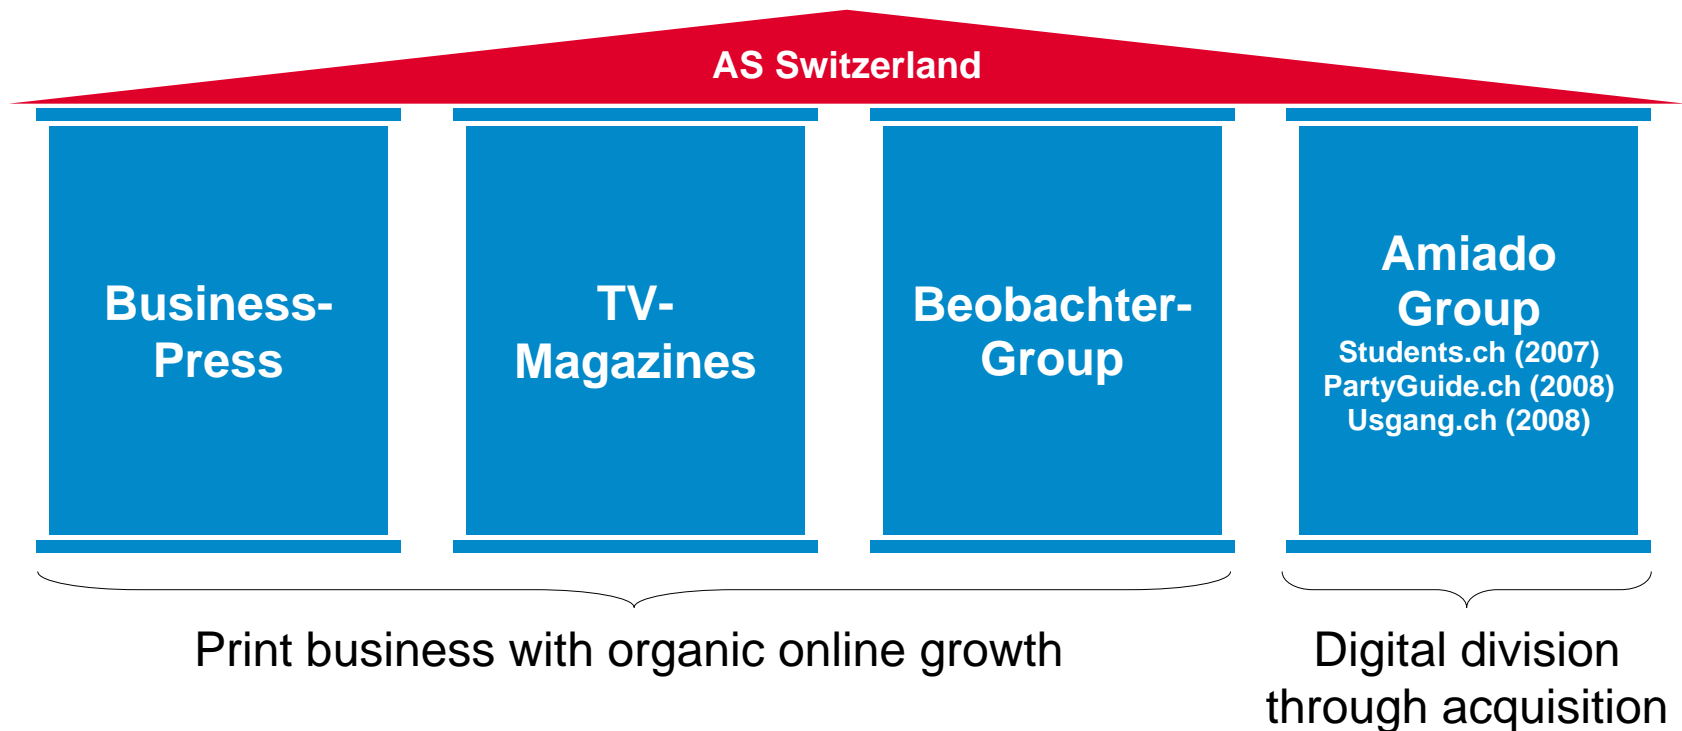 AS Switzerland
Business-
Press
TV-
Magazines
Beobachter-
Group
Amiado
Group
Students.ch (2007)
PartyGuide.ch (2008)
Usgang.ch (2008)
Print business with organic online growth
Digital division
through acquisition